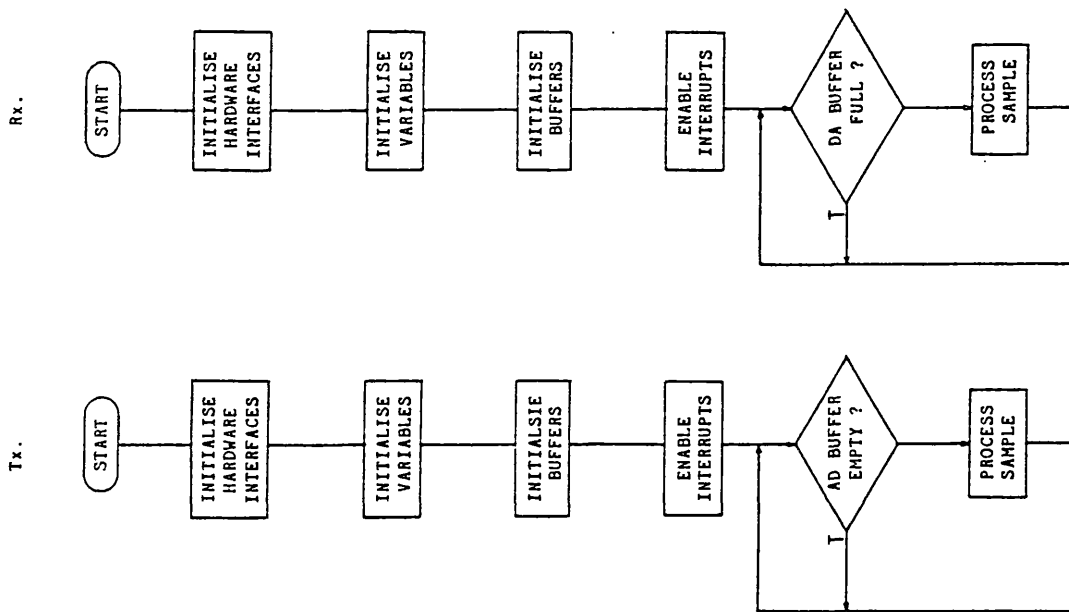 Tx.
START
INITIALISE
HARDWARE
INTERFACES
INITIALISE
VARIABLES
INITIALSIE
BUFFERS
ENABLE
INTERRUPTS
AD BUFFER
EMPTY ?
T
PROCESS
SAMPLE
Rx.
START
INITIALISE
HARDWARE
INTERFACES
INITIALISE
VARIABLES
INITIALISE
BUFFERS
ENABLE
INTERRUPTS
DA BUFFER
FULL ?
T
PROCESS
SAMPLE